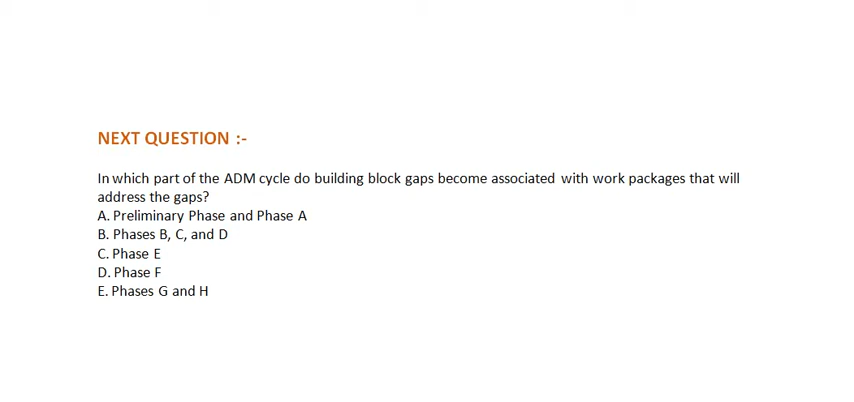 NEXT QUESTION :-
In which part of the ADM cycle do building block gaps become associated with work packages that will
address the gaps?
A. Preliminary Phase and Phase A
B. Phases B, C, and D
C. Phase E
D. Phase F
E. Phases G and H